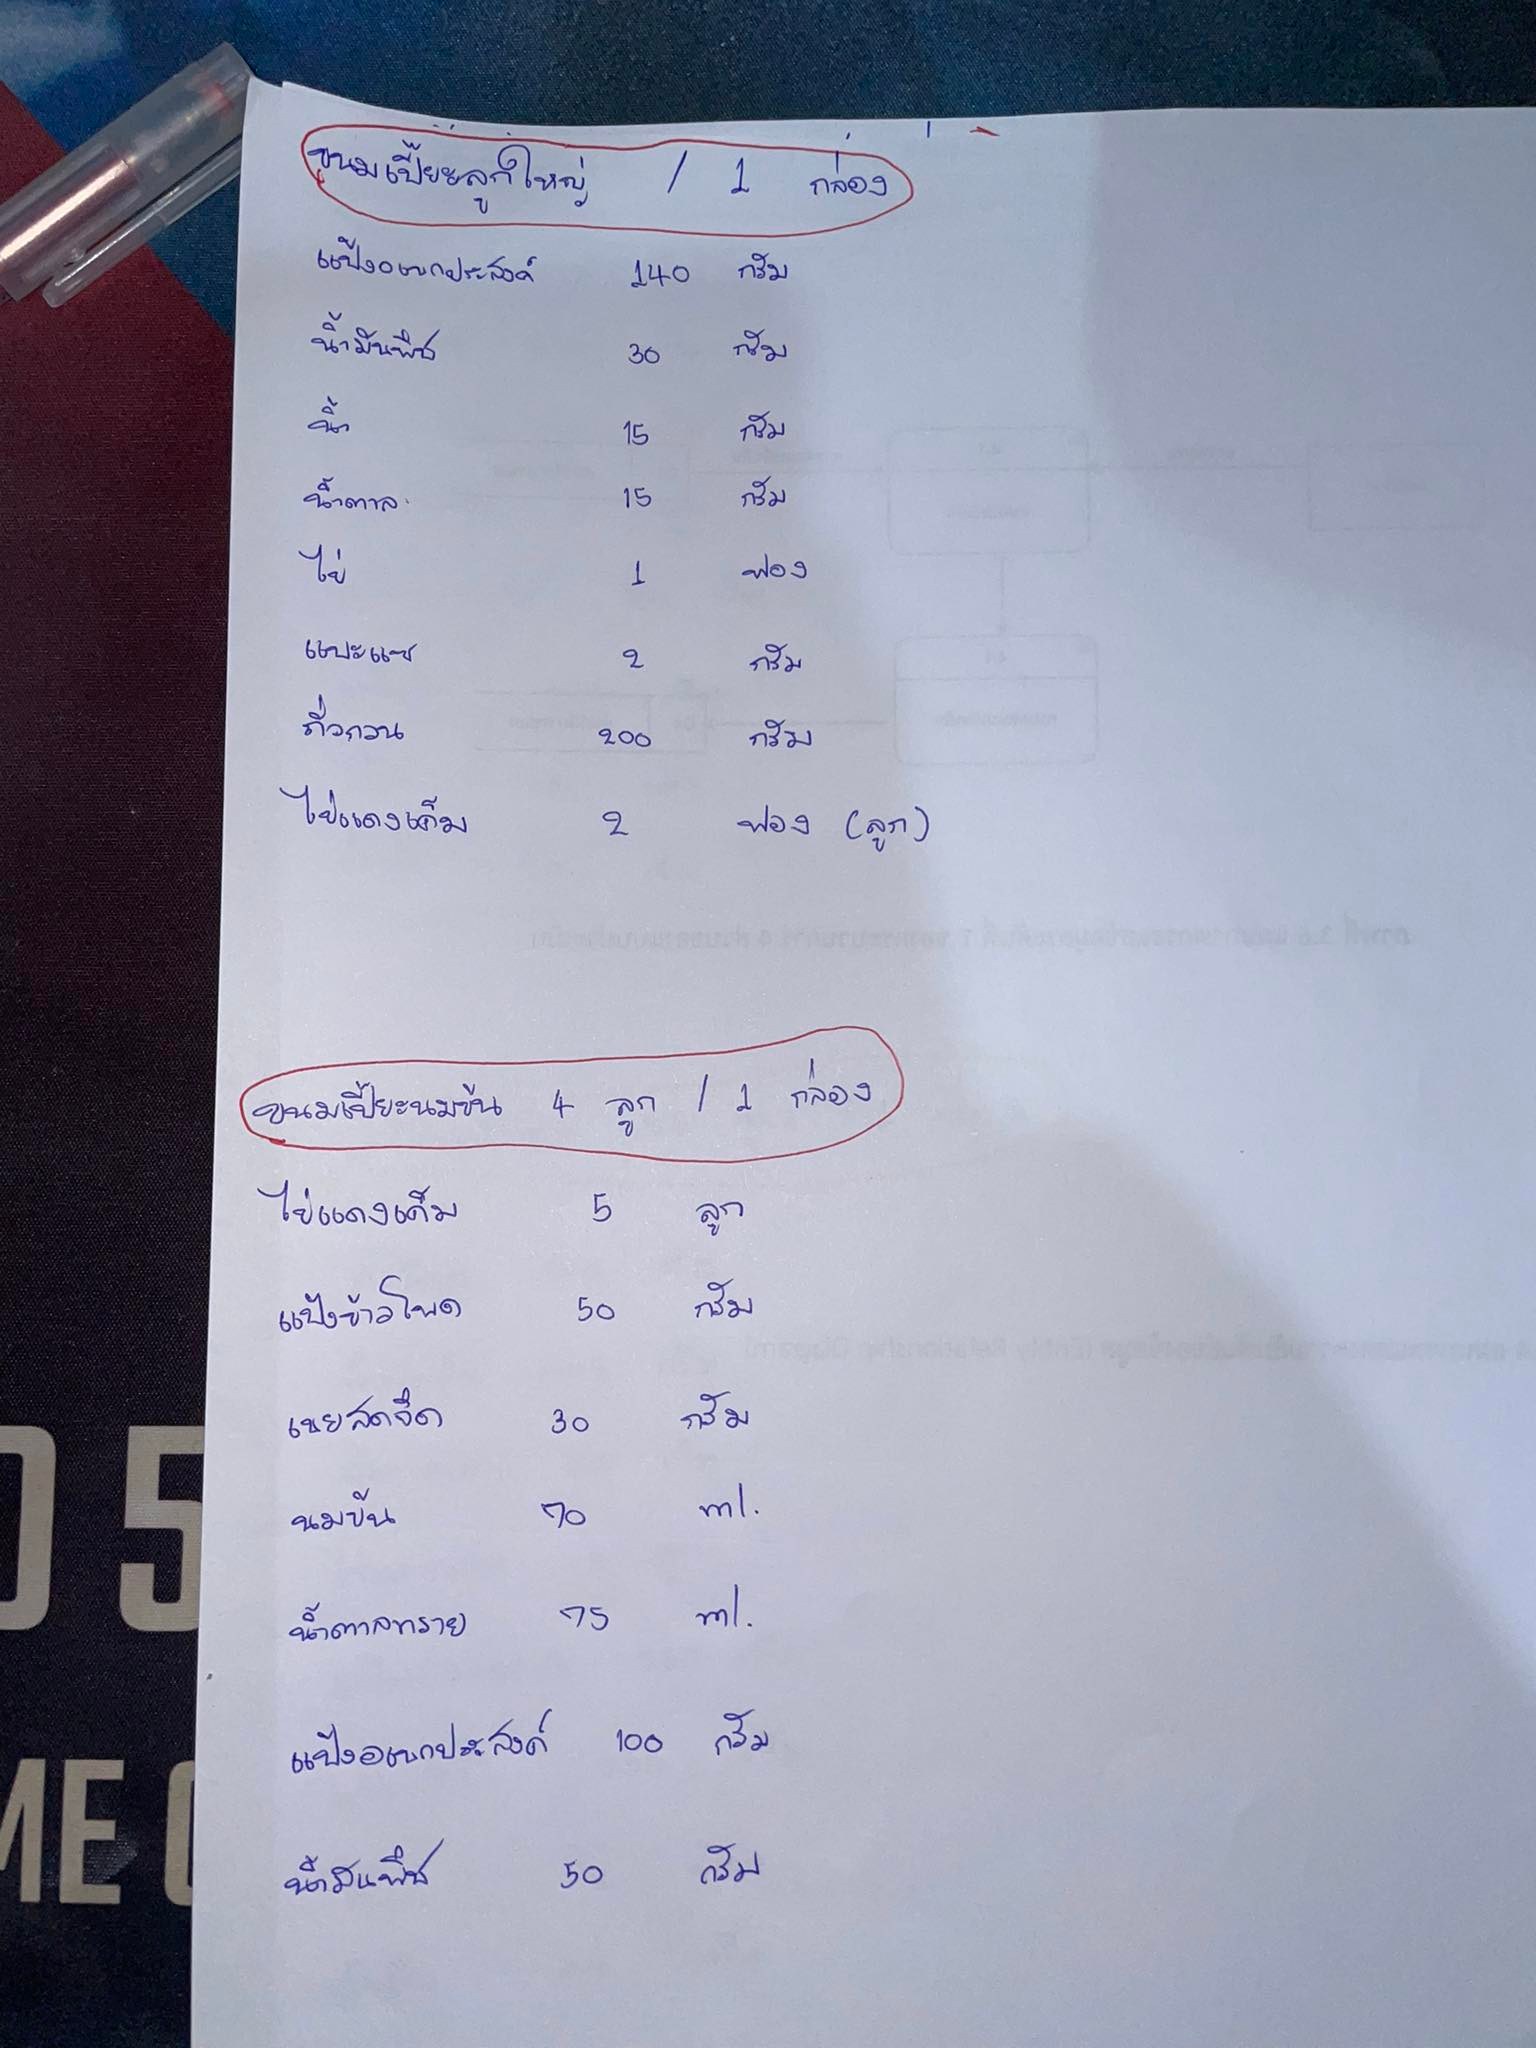 ขนมเปี๊ยะลูกใหญ่ / 1 กล่อง
แป้งอเนกประสงค์ 140 กรัม
น้ำมันพืช 30 กรัม
น้ำ 15 กรัม
น้ำตาล 15 กรัม
ไข่ 1 ฟอง
แบะแซ 2 กรัม
ถั่วกวน 200 กรัม
ไข่แดงเค็ม 2 ฟอง (ลูก)
ขนมเปี๊ยะนมข้น 4 ลูก / 1 กล่อง
ไข่แดงเค็ม 5 ลูก
แป้งข้าวโพด 50 กรัม
เนยสดจืด 30 กรัม
นมข้น 70 ml.
น้ำตาลทราย 75 ml.
แป้งอเนกประสงค์ 100 กรัม
น้ำมันพืช 50 กรัม